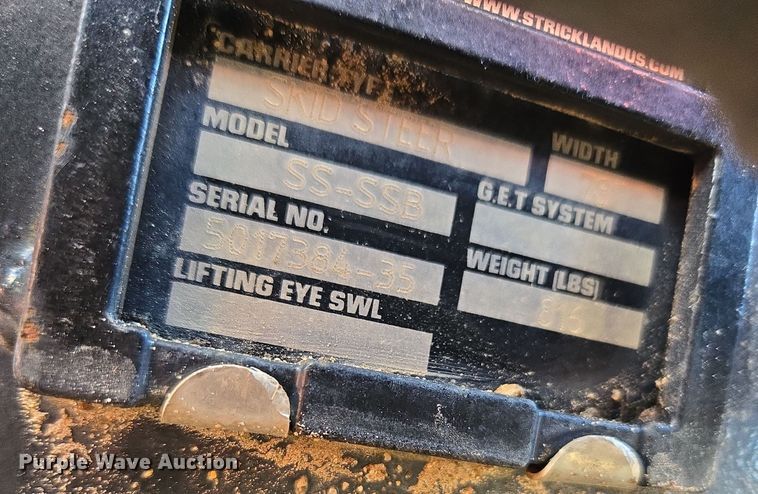 WWW.STRICKLANDUS.COM
CARRIER TYPE
SKID STEER
WIDTH
78
MODEL
SS-SSB
G.E.T SYSTEM
SERIAL NO.
5017384-35
WEIGHT (LBS)
LIFTING EYE SWL
Purple Wave Auction